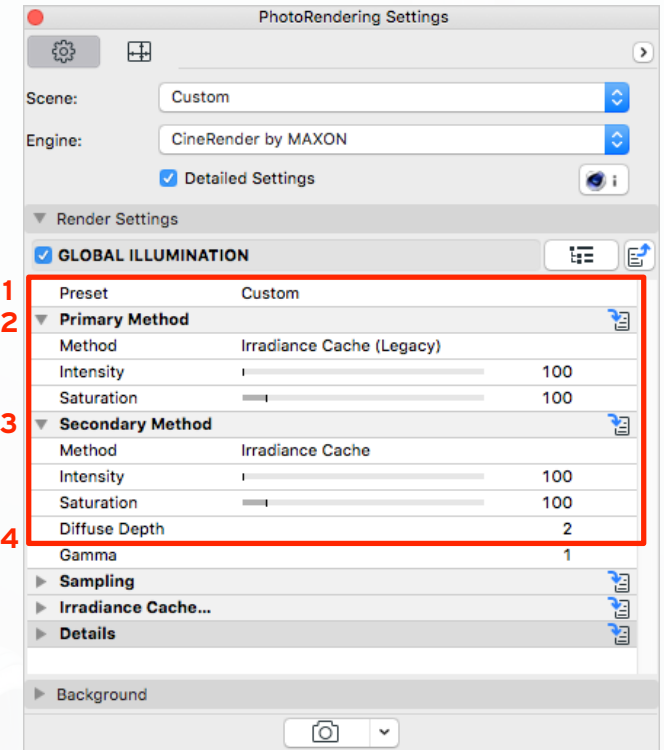 PhotoRendering Settings
Scene: Custom
Engine: CineRender by MAXON
Detailed Settings
i
Render Settings
GLOBAL ILLUMINATION
1 Preset Custom
2 Primary Method
Method Irradiance Cache (Legacy)
Intensity 100
Saturation 100
3 Secondary Method
Method Irradiance Cache
Intensity 100
Saturation 100
4 Diffuse Depth 2
Gamma 1
Sampling
Irradiance Cache...
Details
Background